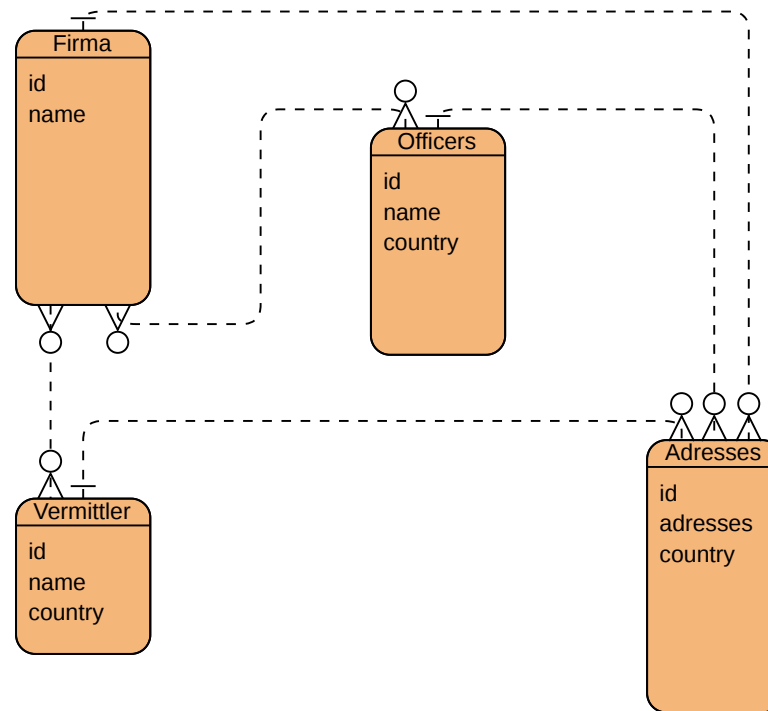 Firma
id
name
Officers
id
name
country
Adresses
id
adresses
country
Vermittler
id
name
country